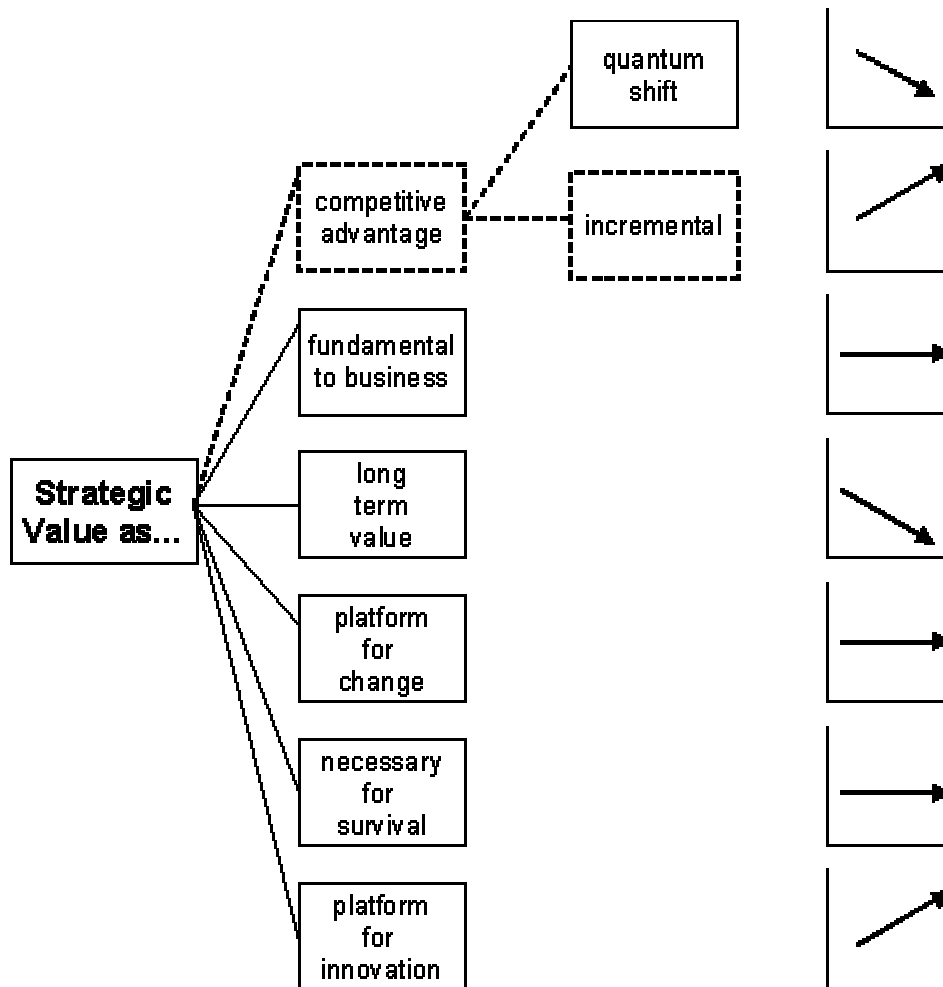 quantum
shift
competitive
advantage
incremental
fundamental
to business
Strategic
Value as...
long
term
value
platform
for
change
necessary
for
survival
platform
for
innovation